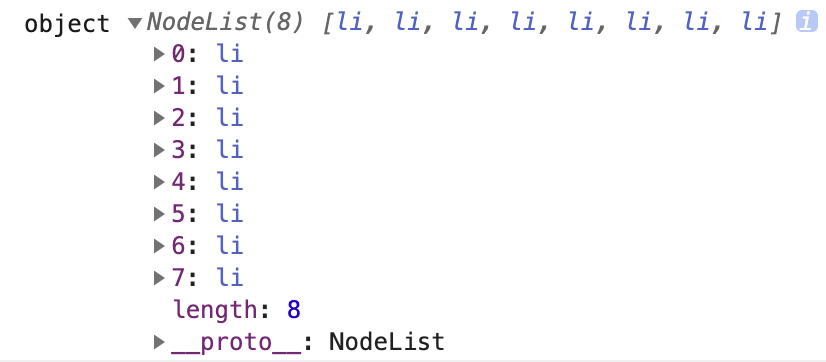 object ▼NodeList(8) [li, li, li, li, li, li, li, li] i
▶0: li
▶1: li
▶2: li
▶3: li
▶4: li
▶5: li
▶6: li
▶7: li
length: 8
▶__proto__: NodeList